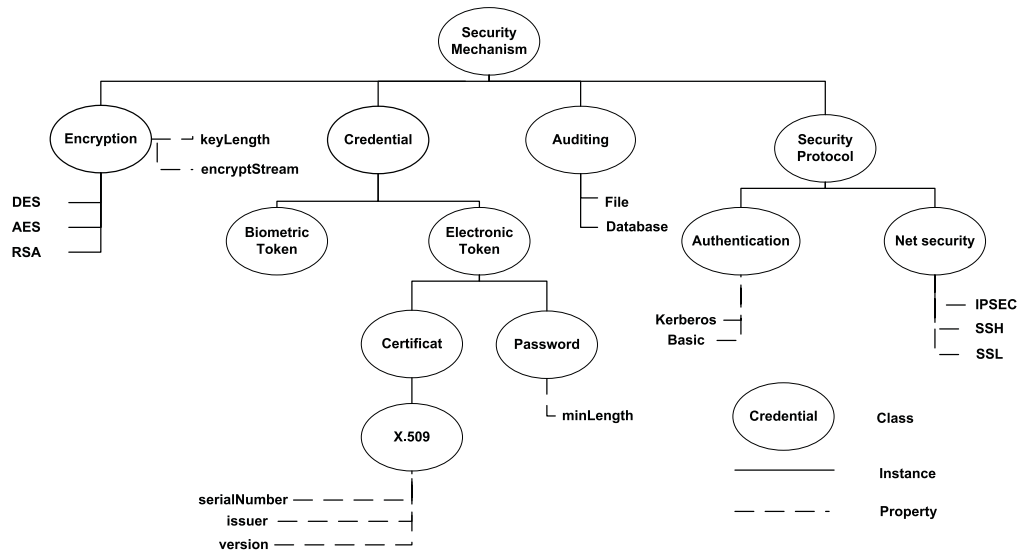 Security
Mechanism
Encryption
keyLength
encryptStream
Credential
Auditing
Security
Protocol
DES
AES
RSA
File
Database
Biometric
Token
Electronic
Token
Authentication
Net security
Kerberos
Basic
IPSEC
SSH
SSL
Certificat
Password
minLength
X.509
serialNumber
issuer
version
Credential
Class
Instance
Property